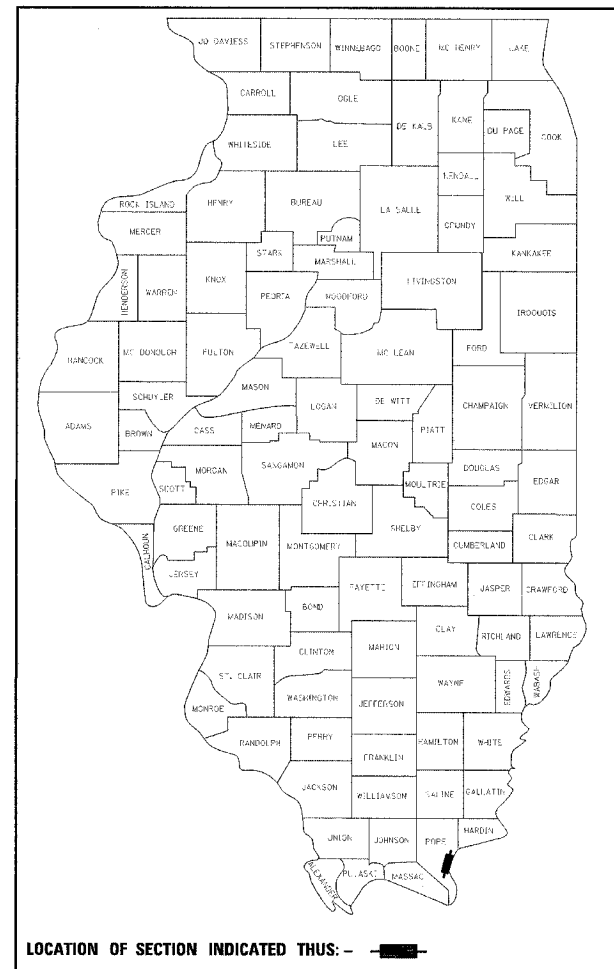 JO DAVIESS STEPHENSON WINNEBAGO BOONE MC HENRY LAKE
CARROLL OGLE DE KALB KANE DU PAGE COOK
WHITESIDE LEE KENDALL WILL
ROCK ISLAND HENRY BUREAU LA SALLE GRUNDY
MERCER PUTNAM KANKAKEE
HENDERSON WARREN KNOX STARK MARSHALL LIVINGSTON
PEORIA WOODFORD IROQUOIS
HANCOCK MC DONOUGH FULTON TAZEWELL MC LEAN FORD
SCHUYLER MASON LOGAN DE WITT CHAMPAIGN VERMILION
ADAMS BROWN CASS MENARD MACON PIATT
PIKE SCOTT MORGAN SANGAMON MOULTRIE DOUGLAS EDGAR
CHRISTIAN COLES
CALHOUN GREENE MACOUPIN MONTGOMERY SHELBY CUMBERLAND CLARK
JERSEY FAYETTE EFFINGHAM JASPER CRAWFORD
MADISON BOND CLAY RICHLAND LAWRENCE
CLINTON MARION
ST. CLAIR WASHINGTON WAYNE EDWARDS WABASH
MONROE JEFFERSON
RANDOLPH PERRY HAMILTON WHITE
FRANKLIN
JACKSON WILLIAMSON SALINE GALLATIN
UNION JOHNSON POPE HARDIN
ALEXANDER PULASKI MASSAC
LOCATION OF SECTION INDICATED THUS: -